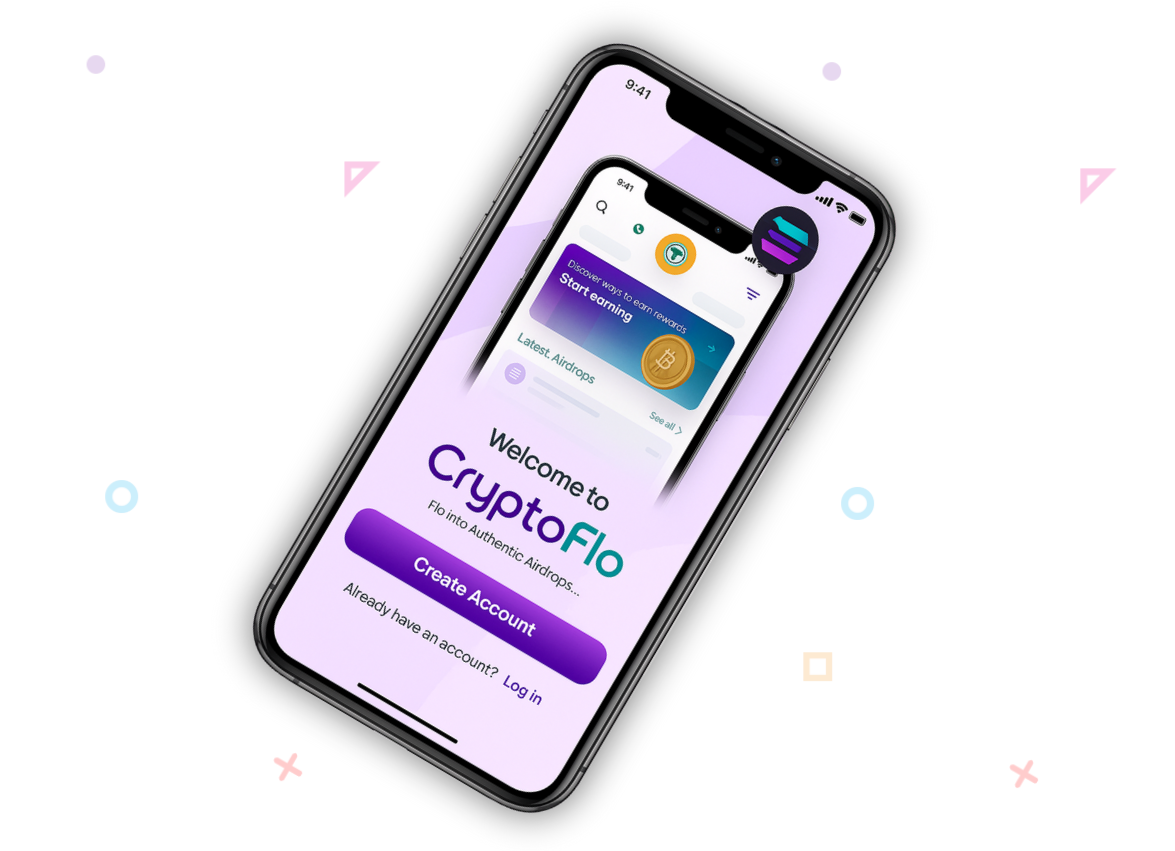 9:41
9:41
Discover ways to earn rewards
Start earning
Latest Airdrops
See all
Welcome to
CryptoFlo
Flo into Authentic Airdrops...
Create Account
Already have an account? Log in